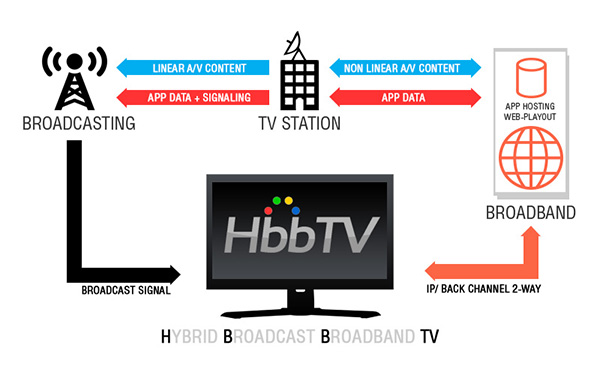 LINEAR A/V CONTENT
NON LINEAR A/V CONTENT
APP DATA + SIGNALING
APP DATA
APP HOSTING
WEB-PLAYOUT
BROADCASTING
TV STATION
BROADBAND
HbbTV
BROADCAST SIGNAL
IP/ BACK CHANNEL 2-WAY
HYBRID BROADCAST BROADBAND TV